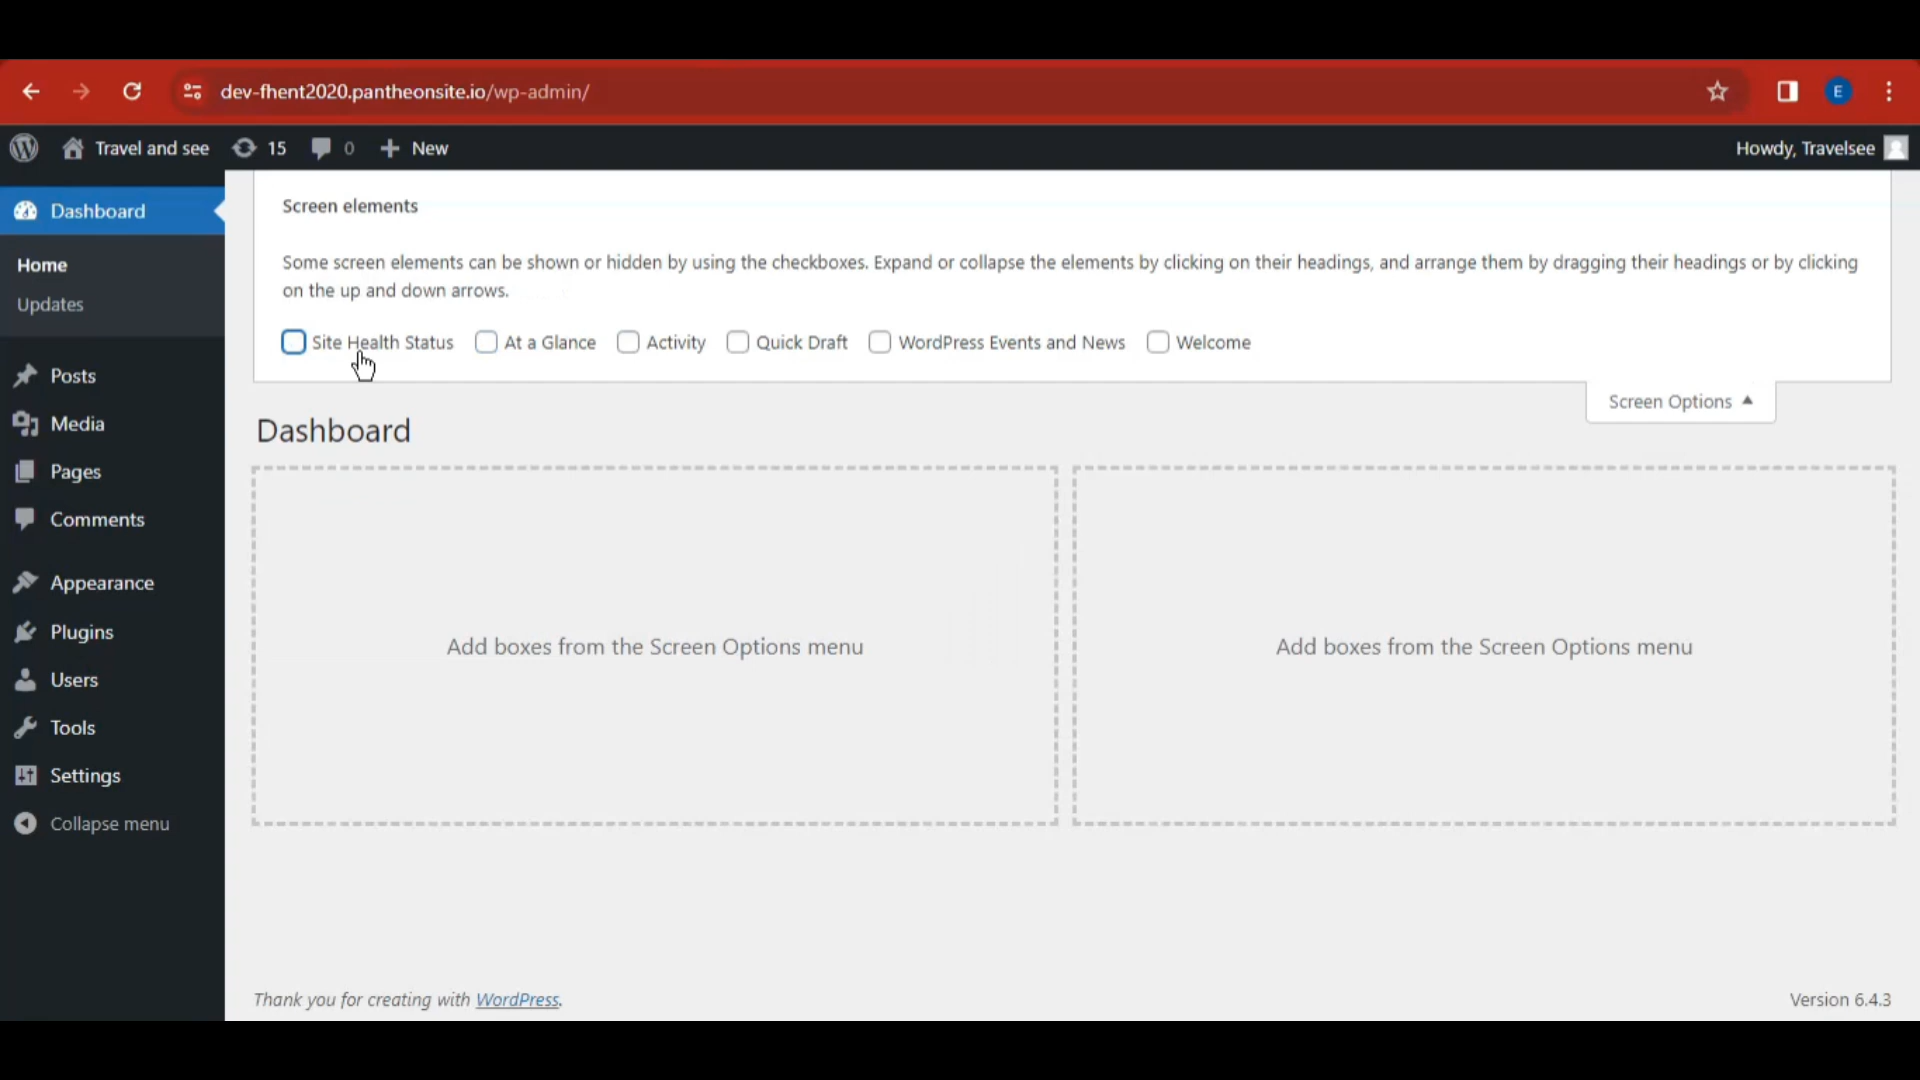 dev-fhent2020.pantheonsite.io/wp-admin/
E
Travel and see 15 0 New
Howdy, Travelsee
Dashboard
Home
Updates
Posts
Media
Pages
Comments
Appearance
Plugins
Users
Tools
Settings
Collapse menu
Screen elements
Some screen elements can be shown or hidden by using the checkboxes. Expand or collapse the elements by clicking on their headings, and arrange them by dragging their headings or by clicking
on the up and down arrows.
Site Health Status At a Glance Activity Quick Draft WordPress Events and News Welcome
Screen Options
Dashboard
Add boxes from the Screen Options menu
Add boxes from the Screen Options menu
Thank you for creating with WordPress.
Version 6.4.3